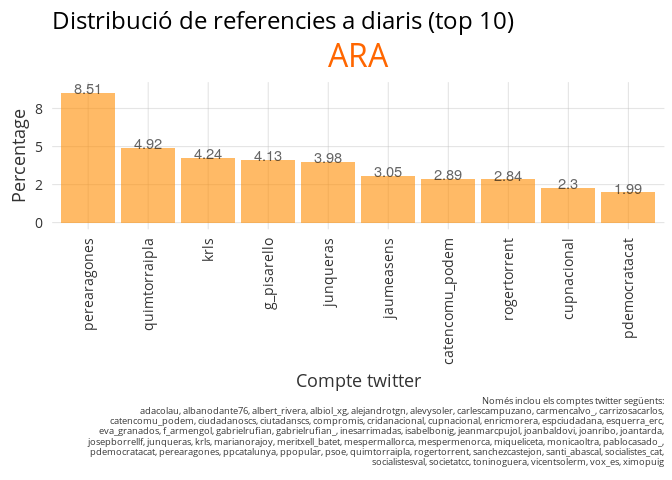 Distribució de referencies a diaris (top 10)
ARA
Percentage
8
5
2
0
8.51
4.92
4.24
4.13
3.98
3.05
2.89
2.84
2.3
1.99
perearagones
quimtorraipla
krls
g_pisarello
junqueras
jaumeasens
catencomu_podem
rogertorrent
cupnacional
pdemocratacat
Compte twitter
Només inclou els comptes twitter següents:
adacolau, albanodante76, albert_rivera, albiol_xg, alejandrotgn, alevysoler, carlescampuzano, carmencalvo_, carrizosacarlos,
catencomu_podem, ciudadanoscs, ciutadanscs, compromis, cridanacional, cupnacional, enricmorera, espciudadana, esquerra_erc,
eva_granados, f_armengol, gabrielrufian, gabrielrufian_, inesarrimadas, isabelbonig, jeanmarcpujol, joanbaldovi, joanribo, joantarda,
josepborrellf, junqueras, krls, marianorajoy, meritxell_batet, mespermallorca, mespermenorca, miqueliceta, monicaoltra, pablocasado_,
pdemocratacat, perearagones, ppcatalunya, ppopular, psoe, quimtorraipla, rogertorrent, sanchezcastejon, santi_abascal, socialistes_cat,
socialistesval, societatcc, toninoguera, vicentsolerm, vox_es, ximopuig